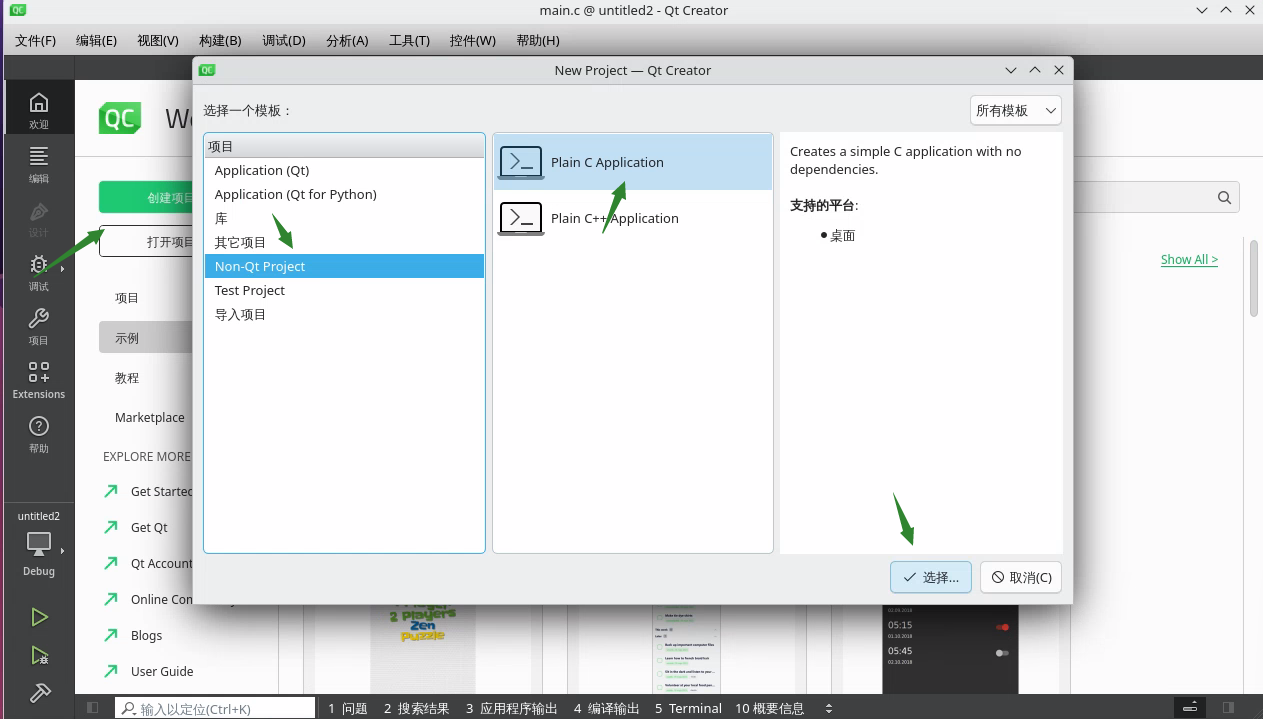 QC
main.c @ untitled2 - Qt Creator
文件(F) 编辑(E) 视图(V) 构建(B) 调试(D) 分析(A) 工具(T) 控件(W) 帮助(H)
QC
New Project — Qt Creator
选择一个模板：
所有模板
项目
Application (Qt)
Application (Qt for Python)
库
其它项目
Non-Qt Project
Test Project
导入项目
Plain C Application
Plain C++ Application
Creates a simple C application with no
dependencies.
支持的平台:
桌面
选择...
取消(C)
欢迎
编辑
设计
调试
项目
Extensions
帮助
untitled2
Debug
QC
创建项目
打开项目
项目
示例
教程
Marketplace
EXPLORE MORE
Get Started
Get Qt
Qt Account
Online
Blogs
User Guide
Show All >
2 Players
Zen
Puzzle
05:15
05:45
输入以定位(Ctrl+K)
1 问题 2 搜索结果 3 应用程序输出 4 编译输出 5 Terminal 10 概要信息